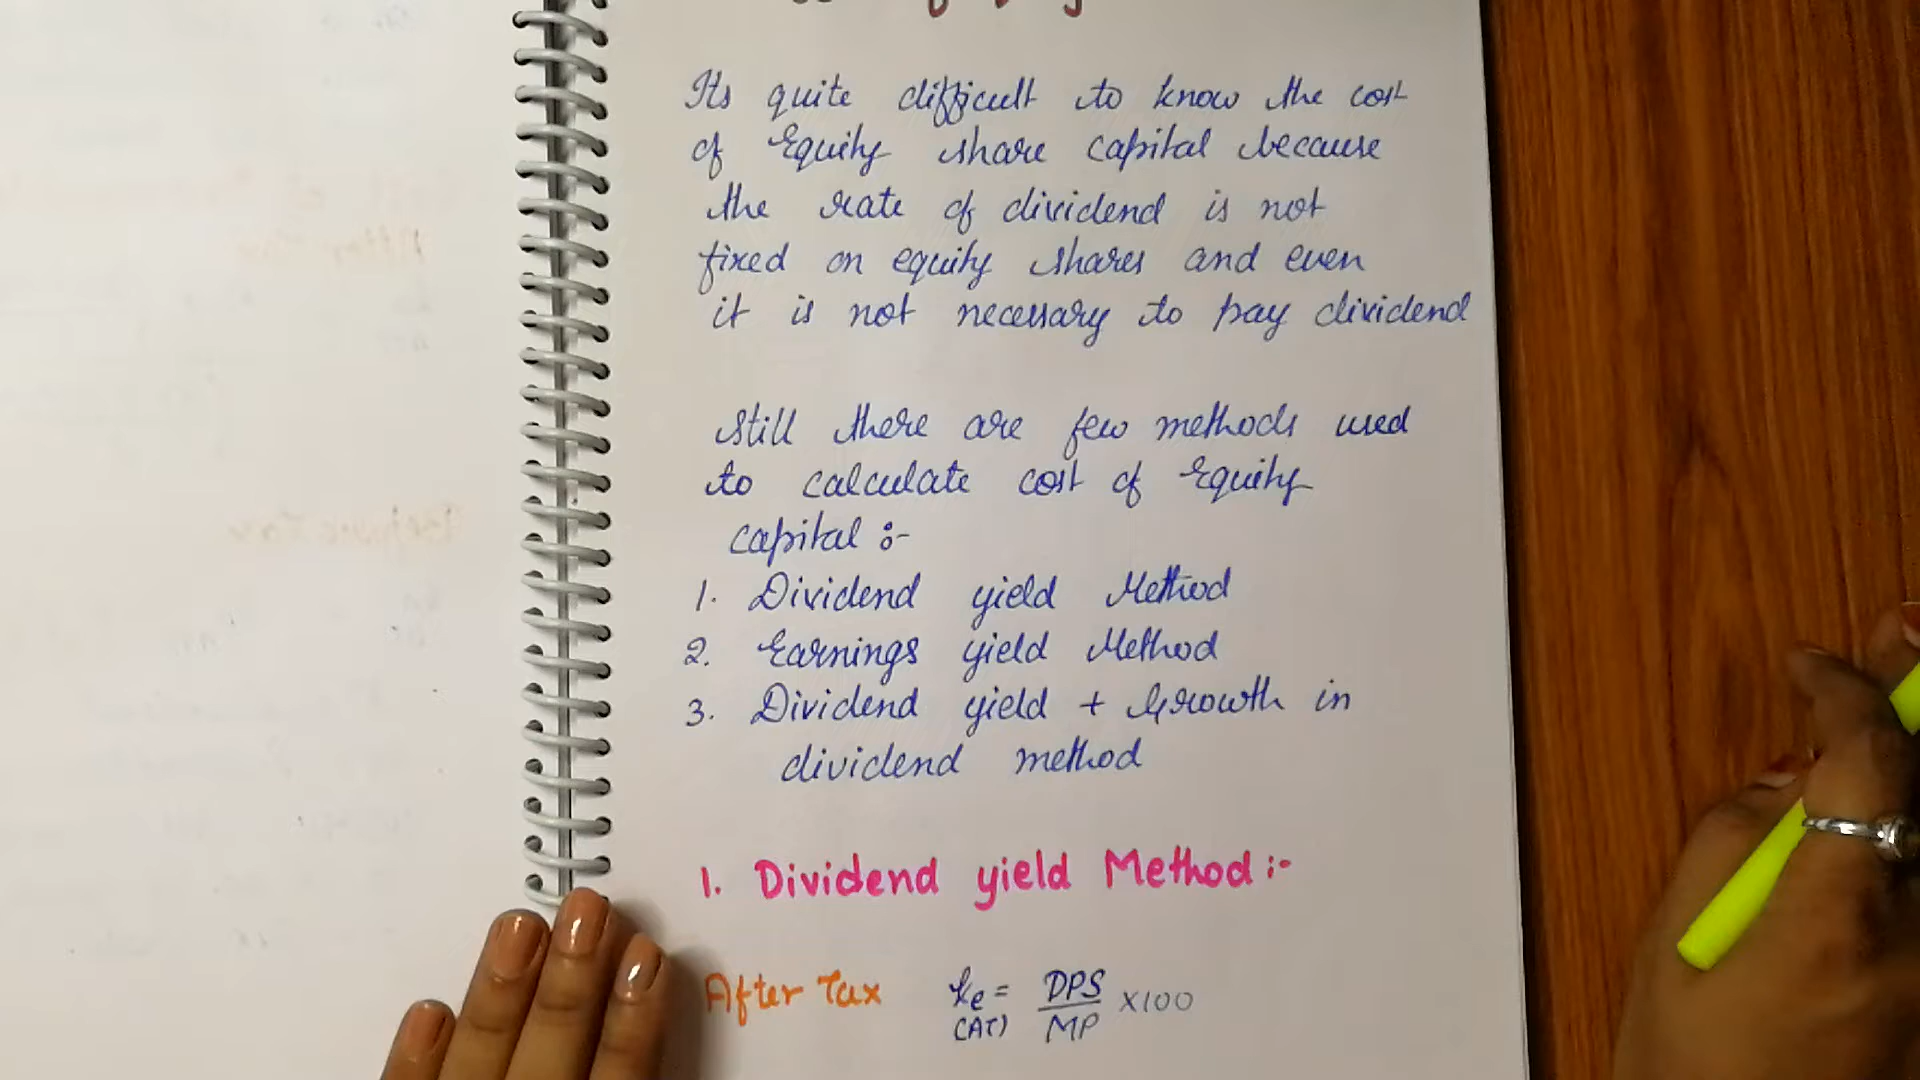 Its quite difficult to know the cost
of Equity share capital because
the rate of dividend is not
fixed on equity shares and even
it is not necessary to pay dividend
Still there are few methods used
to calculate cost of Equity
capital :-
1. Dividend yield Method
2. Earnings yield Method
3. Dividend yield + Growth in
dividend method
1. Dividend yield Method :-
After Tax Ke = DPS/MP X100
(AT)